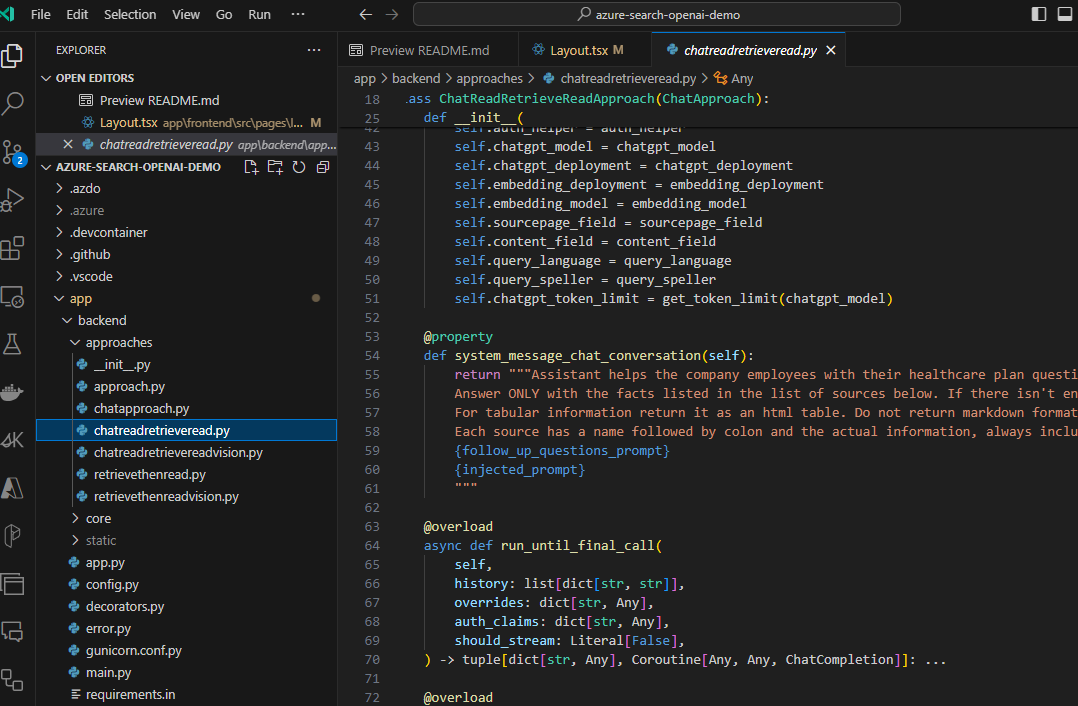 File Edit Selection View Go Run ···
azure-search-openai-demo
EXPLORER ···
OPEN EDITORS
Preview README.md
Layout.tsx app\frontend\src\pages\l... M
chatreadretrieveread.py app\backend\app...
AZURE-SEARCH-OPENAI-DEMO
.azdo
.azure
.devcontainer
.github
.vscode
app
backend
approaches
__init__.py
approach.py
chatapproach.py
chatreadretrieveread.py
chatreadretrievereadvision.py
retrievethenread.py
retrievethenreadvision.py
core
static
app.py
config.py
decorators.py
error.py
gunicorn.conf.py
main.py
requirements.in
2
Preview README.md
Layout.tsx M
chatreadretrieveread.py
app > backend > approaches > chatreadretrieveread.py > Any
18 .ass ChatReadRetrieveReadApproach(ChatApproach):
25 def __init__(
42 self.auth_helper = auth_helper
43 self.chatgpt_model = chatgpt_model
44 self.chatgpt_deployment = chatgpt_deployment
45 self.embedding_deployment = embedding_deployment
46 self.embedding_model = embedding_model
47 self.sourcepage_field = sourcepage_field
48 self.content_field = content_field
49 self.query_language = query_language
50 self.query_speller = query_speller
51 self.chatgpt_token_limit = get_token_limit(chatgpt_model)
52
53 @property
54 def system_message_chat_conversation(self):
55 return """Assistant helps the company employees with their healthcare plan questi
56 Answer ONLY with the facts listed in the list of sources below. If there isn't en
57 For tabular information return it as an html table. Do not return markdown format
58 Each source has a name followed by colon and the actual information, always inclu
59 {follow_up_questions_prompt}
60 {injected_prompt}
61 """
62
63 @overload
64 async def run_until_final_call(
65 self,
66 history: list[dict[str, str]],
67 overrides: dict[str, Any],
68 auth_claims: dict[str, Any],
69 should_stream: Literal[False],
70 ) -> tuple[dict[str, Any], Coroutine[Any, Any, ChatCompletion]]: ...
71
72 @overload